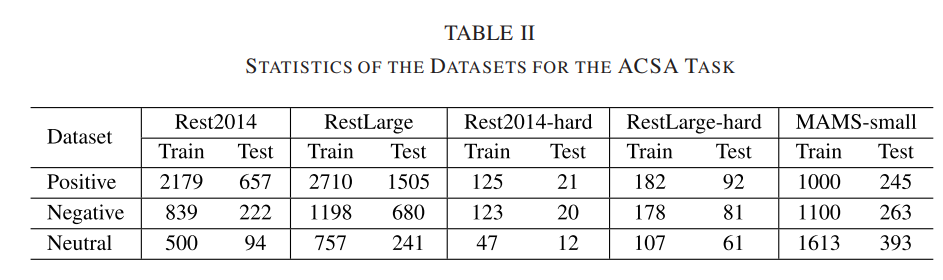 TABLE II
STATISTICS OF THE DATASETS FOR THE ACSA TASK
Dataset Rest2014 RestLarge Rest2014-hard RestLarge-hard MAMS-small
Train Test Train Test Train Test Train Test Train Test
Positive 2179 657 2710 1505 125 21 182 92 1000 245
Negative 839 222 1198 680 123 20 178 81 1100 263
Neutral 500 94 757 241 47 12 107 61 1613 393